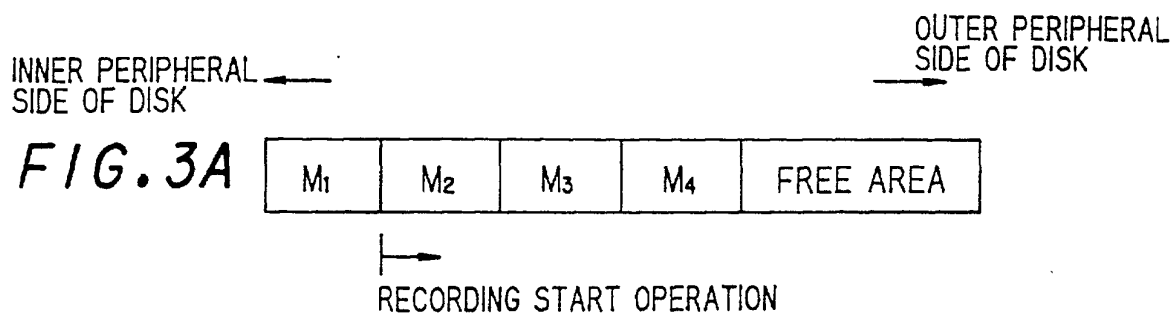 OUTER PERIPHERAL
SIDE OF DISK
INNER PERIPHERAL
SIDE OF DISK
FIG.3A
M₁ M₂ M₃ M₄ FREE AREA
RECORDING START OPERATION